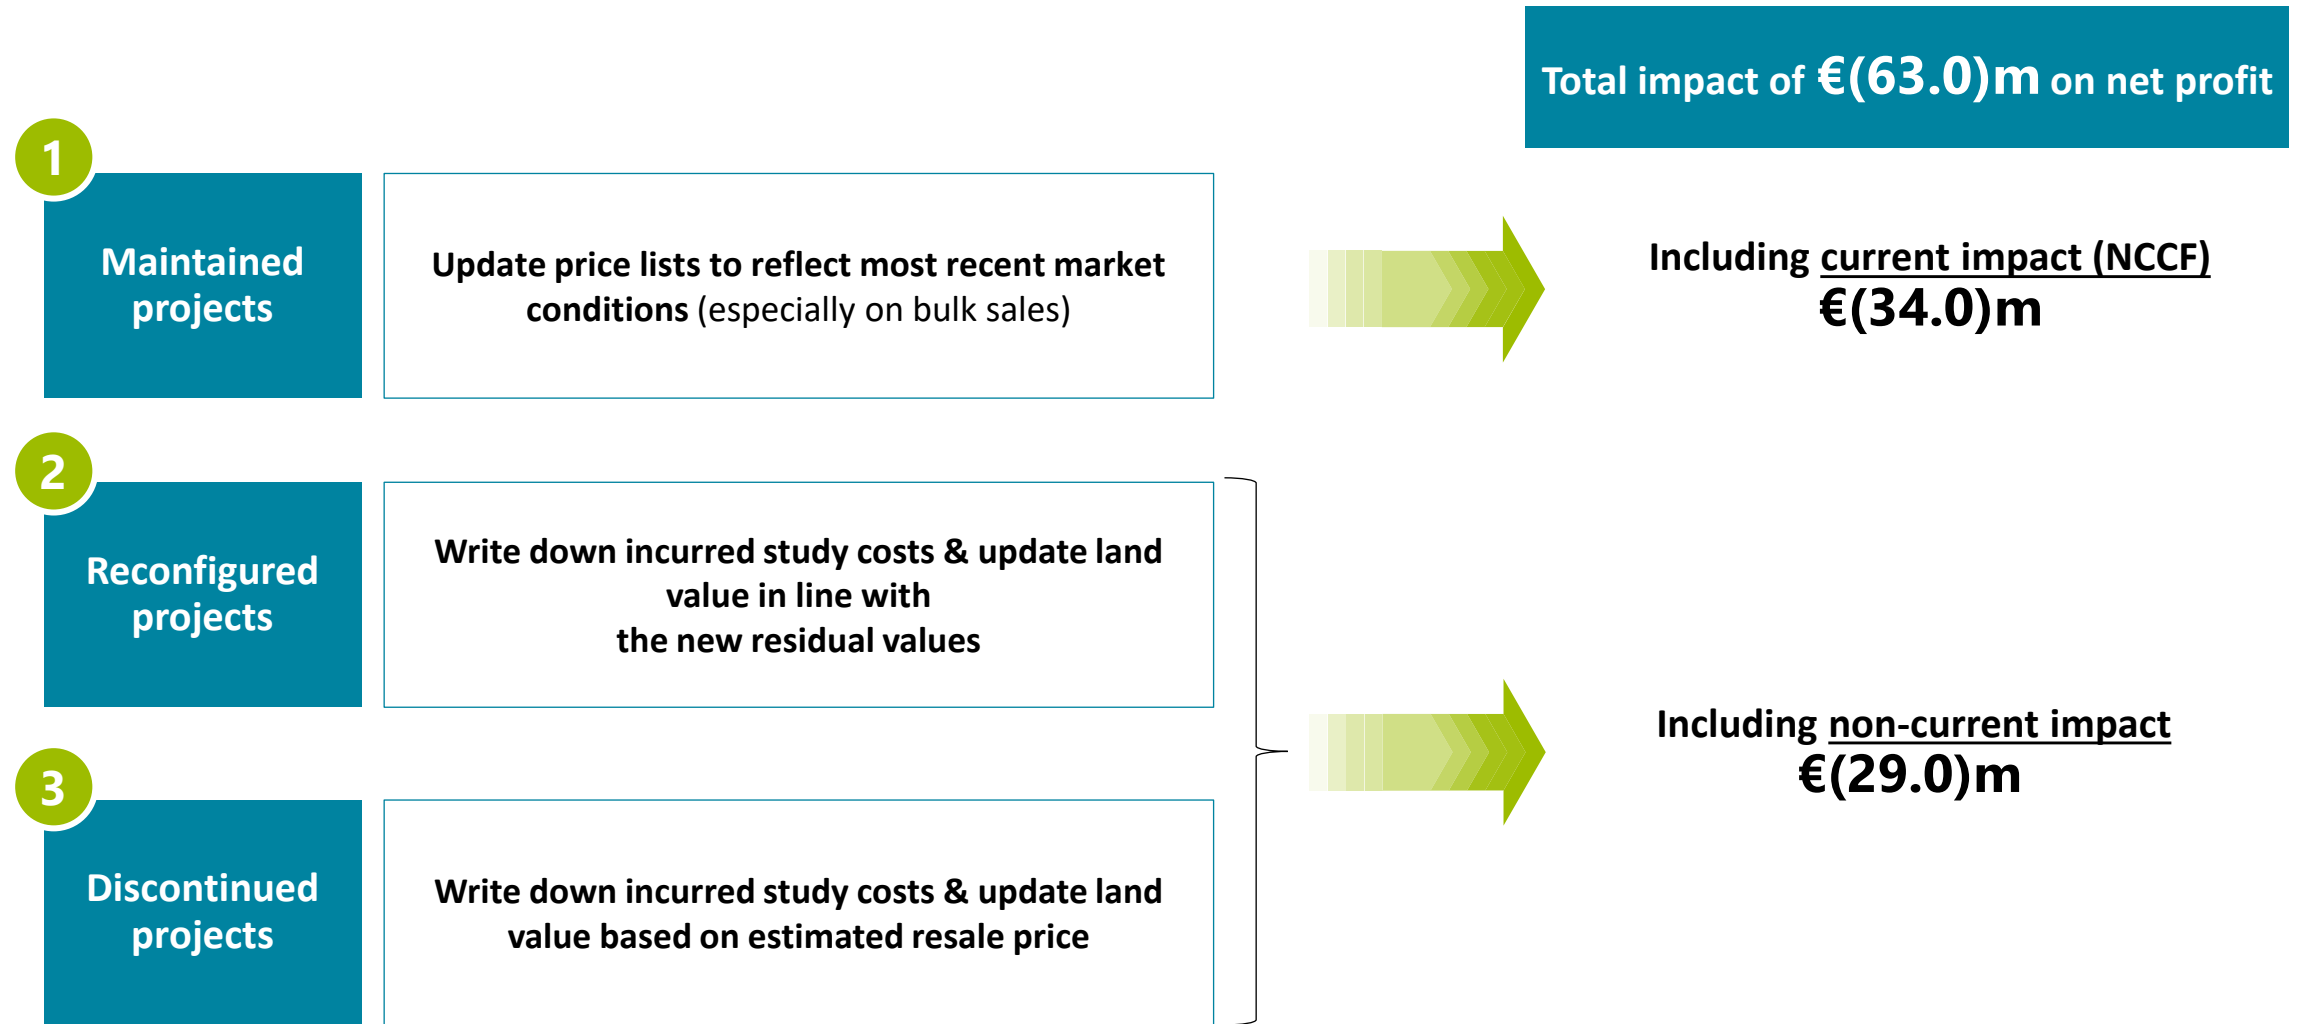 Total impact of €(63.0)m on net profit
1
Maintained
projects
Update price lists to reflect most recent market
conditions (especially on bulk sales)
Including current impact (NCCF)
€(34.0)m
2
Reconfigured
projects
Write down incurred study costs & update land
value in line with
the new residual values
Including non-current impact
€(29.0)m
3
Discontinued
projects
Write down incurred study costs & update land
value based on estimated resale price